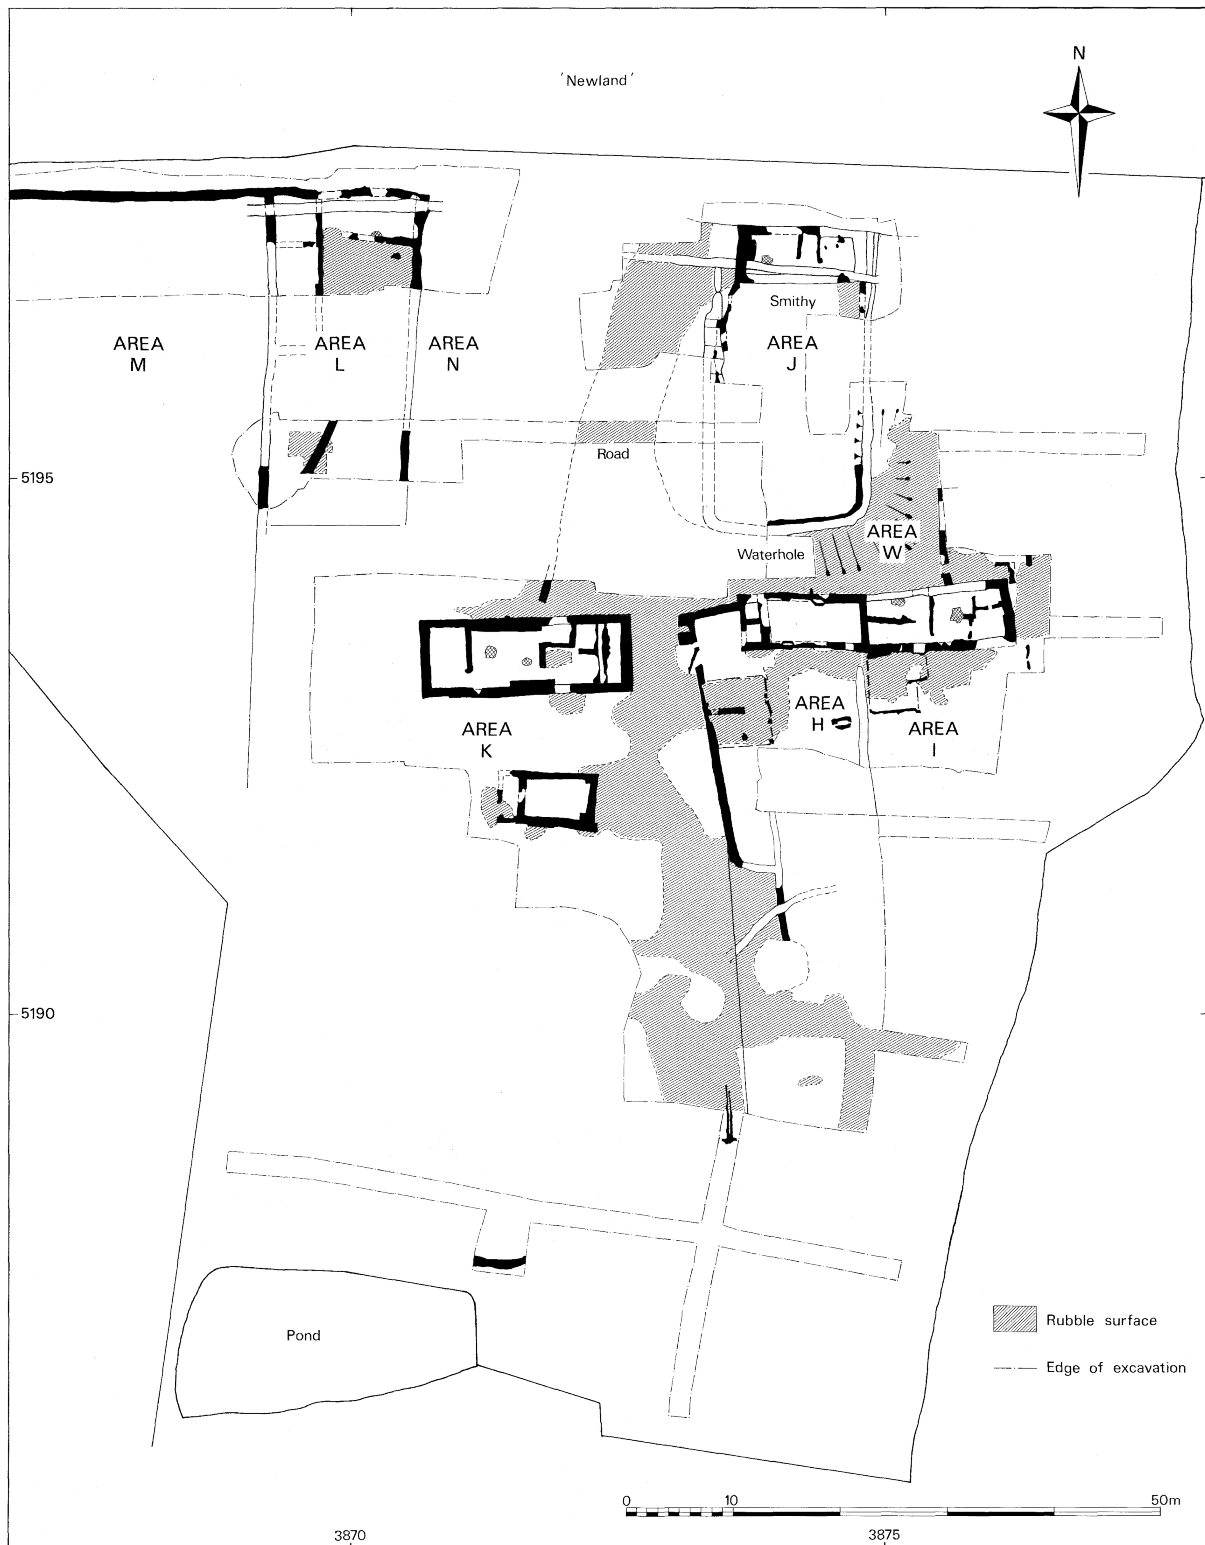 'Newland'
N
Smithy
AREA
M
AREA
L
AREA
N
AREA
J
Road
5195
AREA
W
Waterhole
AREA
H
AREA
I
AREA
K
5190
Pond
Rubble surface
Edge of excavation
0 10 50m
3870 3875